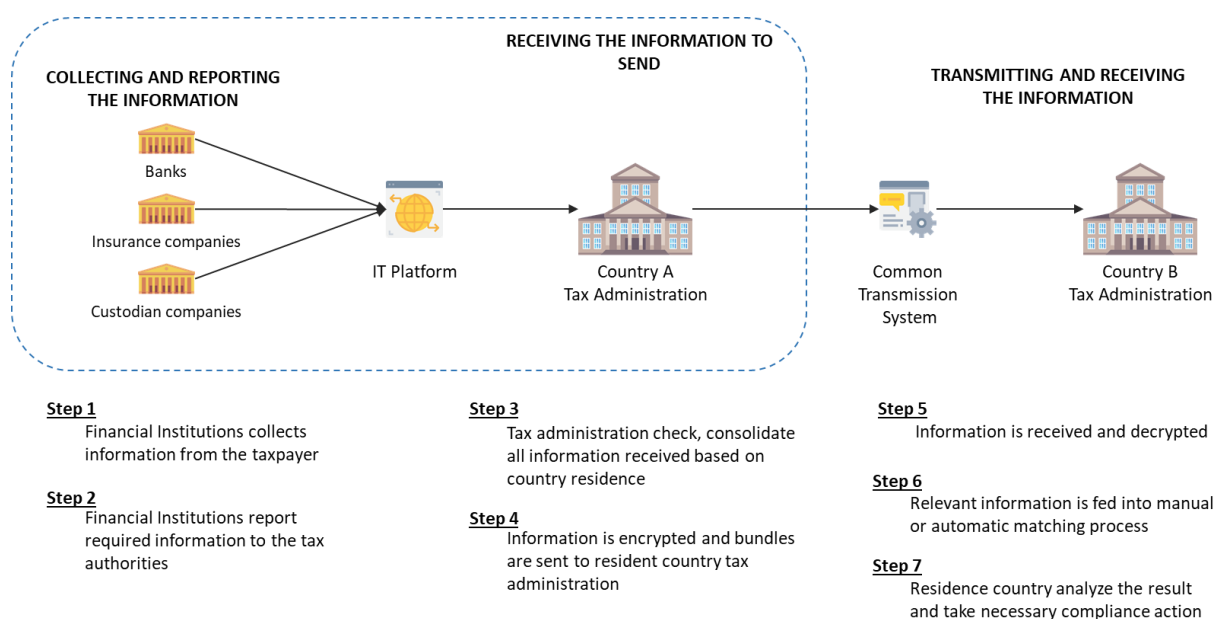 COLLECTING AND REPORTING
THE INFORMATION
RECEIVING THE INFORMATION TO
SEND
TRANSMITTING AND RECEIVING
THE INFORMATION
Banks
Insurance companies
Custodian companies
IT Platform
Country A
Tax Administration
Common
Transmission
System
Country B
Tax Administration
Step 1
Financial Institutions collects
information from the taxpayer
Step 2
Financial Institutions report
required information to the tax
authorities
Step 3
Tax administration check, consolidate
all information received based on
country residence
Step 4
Information is encrypted and bundles
are sent to resident country tax
administration
Step 5
Information is received and decrypted
Step 6
Relevant information is fed into manual
or automatic matching process
Step 7
Residence country analyze the result
and take necessary compliance action